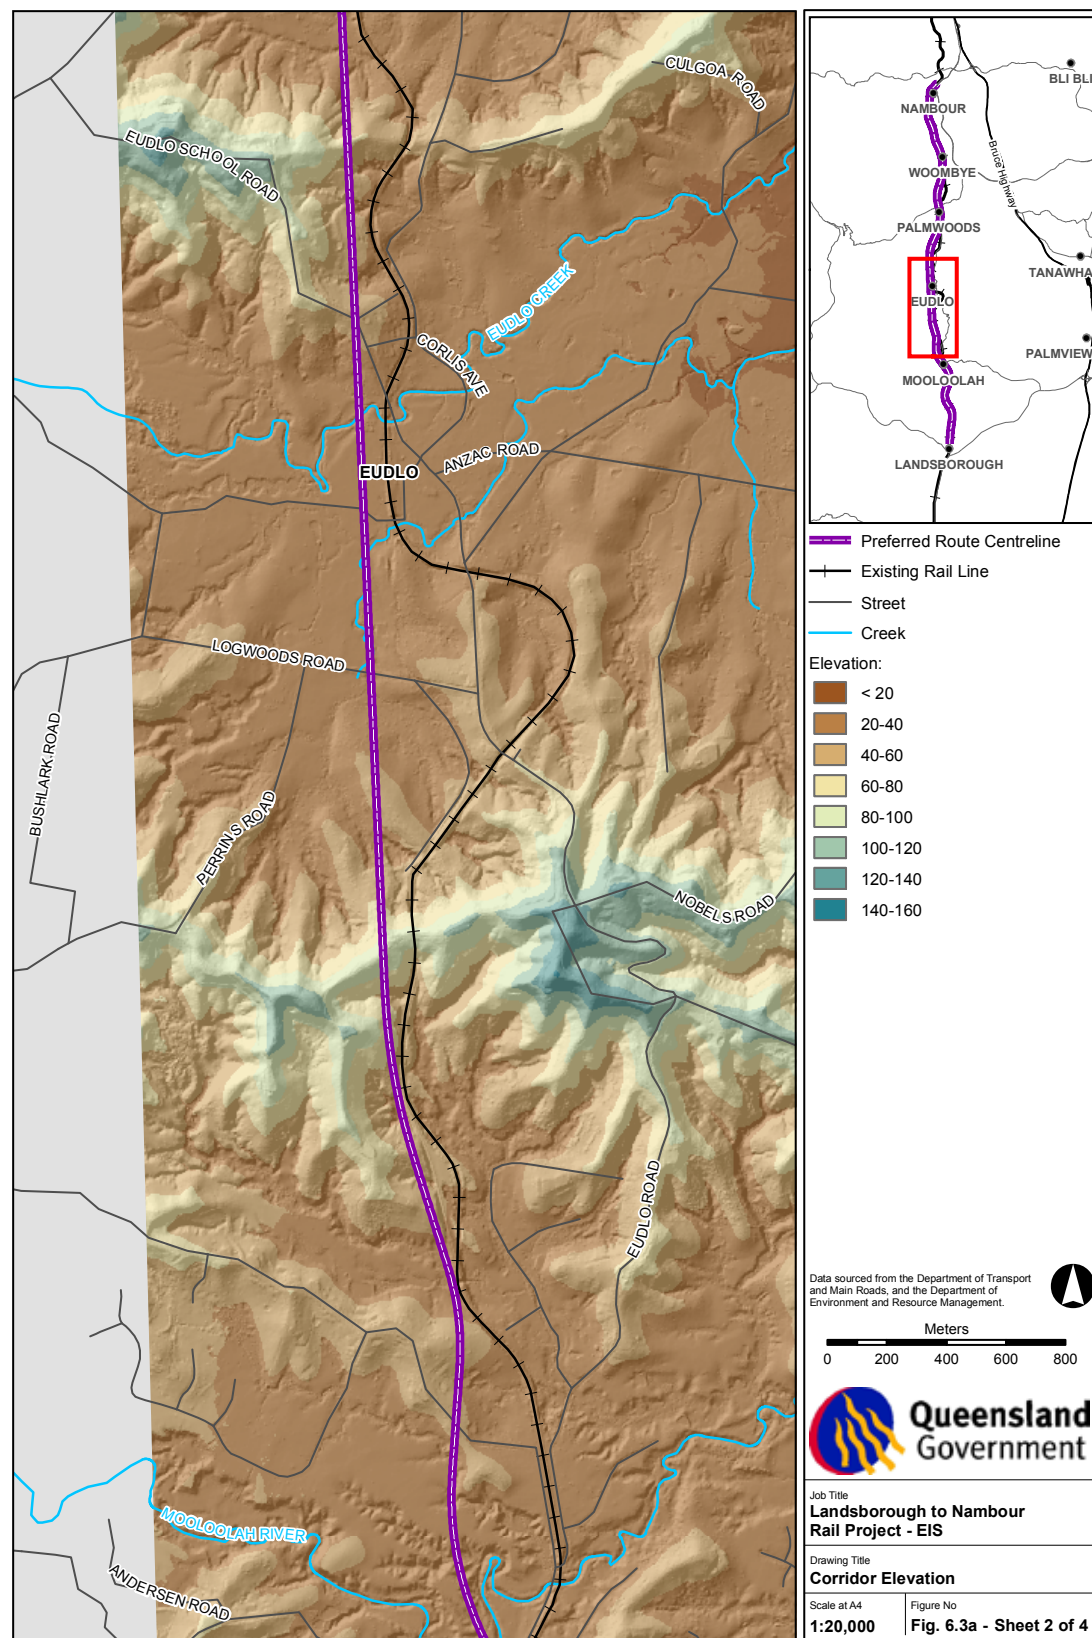 CULGOA ROAD
EUDLO SCHOOL ROAD
EUDLO CREEK
CORLIS AVE
ANZAC ROAD
EUDLO
LOGWOODS ROAD
BUSHLARK ROAD
PERRINS ROAD
NOBELS ROAD
EUDLO ROAD
MOOLOOLAH RIVER
ANDERSEN ROAD
BLI BLI
NAMBOUR
Bruce Highway
WOOMBYE
PALMWOODS
TANAWHA
EUDLO
PALMVIEW
MOOLOOLAH
LANDSBOROUGH
Preferred Route Centreline
Existing Rail Line
Street
Creek
Elevation:
< 20
20-40
40-60
60-80
80-100
100-120
120-140
140-160
Data sourced from the Department of Transport
and Main Roads, and the Department of
Environment and Resource Management.
Meters
0 200 400 600 800
Queensland
Government
Job Title
Landsborough to Nambour
Rail Project - EIS
Drawing Title
Corridor Elevation
Scale at A4
1:20,000
Figure No
Fig. 6.3a - Sheet 2 of 4